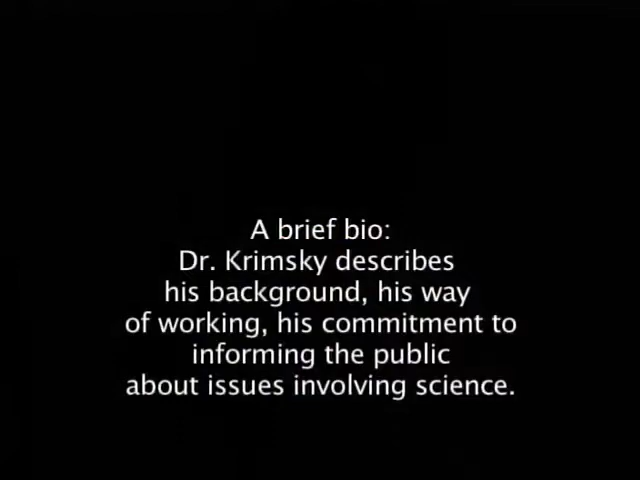 A brief bio:
Dr. Krimsky describes
his background, his way
of working, his commitment to
informing the public
about issues involving science.